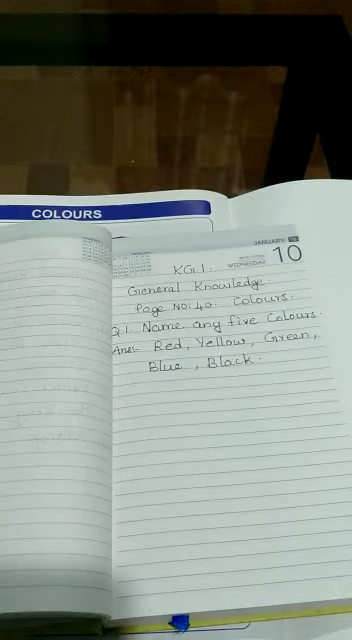 COLOURS
JANUARY
WEDNESDAY
10
KG 1.
General Knowledge.
Page No: 40. Colours.
Q.1. Name any five Colours.
Ans:- Red, Yellow, Green,
Blue, Black.